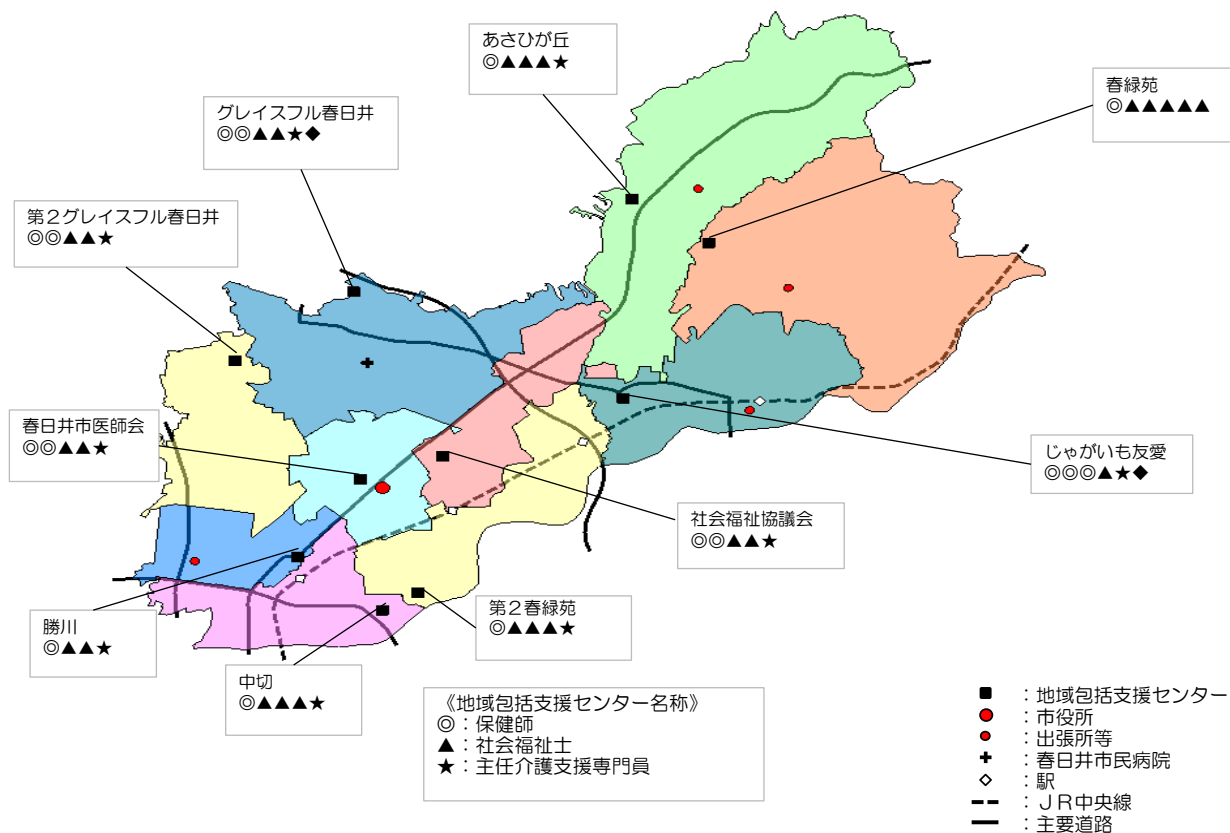 あさひが丘
◎▲▲▲★
春緑苑
◎▲▲▲▲▲
グレイスフル春日井
◎◎▲▲★◆
第２グレイスフル春日井
◎◎▲▲★
春日井市医師会
◎◎▲▲★
じゃがいも友愛
◎◎◎▲★◆
社会福祉協議会
◎◎▲▲★
第２春緑苑
◎▲▲▲★
勝川
◎▲▲★
中切
◎▲▲▲★
《地域包括支援センター名称》
◎：保健師
▲：社会福祉士
★：主任介護支援専門員
■：地域包括支援センター
●：市役所
●：出張所等
✚：春日井市民病院
◇：駅
：ＪＲ中央線
：主要道路